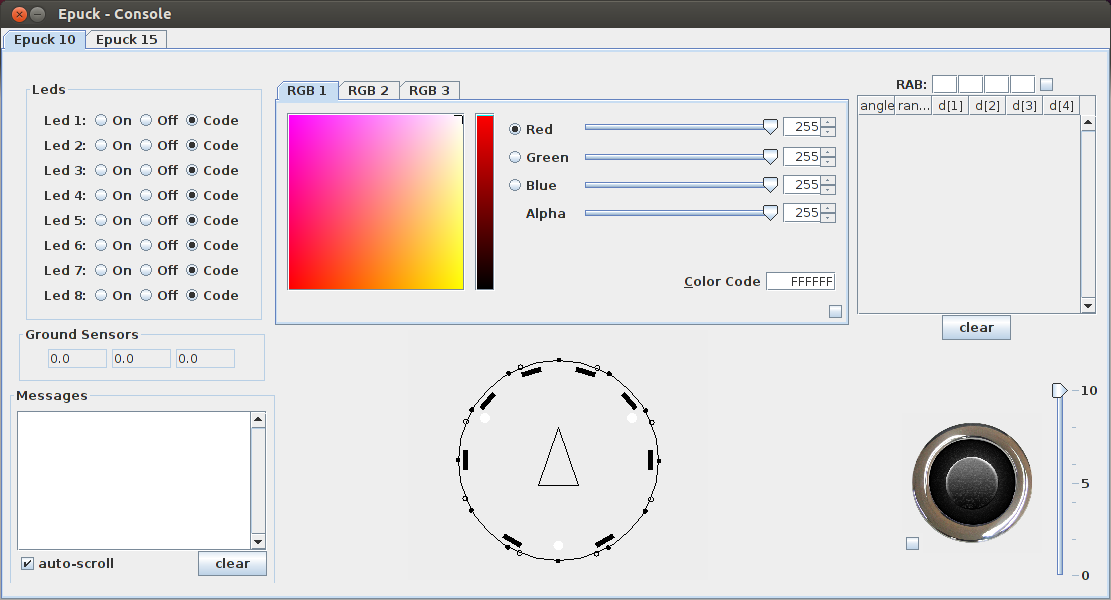 Epuck - Console
Epuck 10 Epuck 15
Leds
Led 1: On Off Code
Led 2: On Off Code
Led 3: On Off Code
Led 4: On Off Code
Led 5: On Off Code
Led 6: On Off Code
Led 7: On Off Code
Led 8: On Off Code
Ground Sensors
0.0 0.0 0.0
Messages
auto-scroll clear
RGB 1 RGB 2 RGB 3
Red 255
Green 255
Blue 255
Alpha 255
Color Code FFFFFF
RAB:
angle ran... d[1] d[2] d[3] d[4]
clear
10
5
0